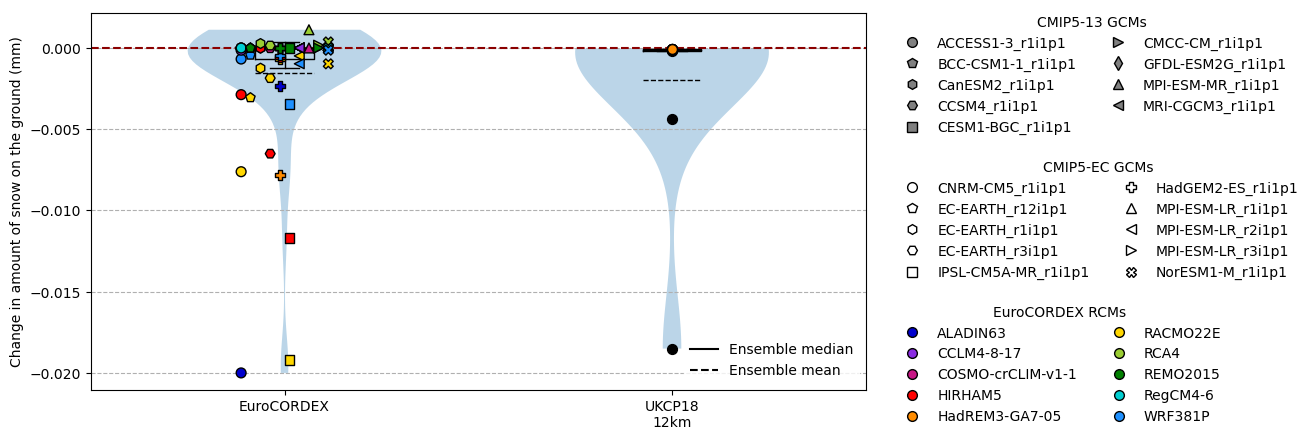 Change in amount of snow on the ground (mm)
0.000
−0.005
−0.010
−0.015
−0.020
EuroCORDEX
UKCP18
12km
Ensemble median
Ensemble mean
CMIP5-13 GCMs
ACCESS1-3_r1i1p1
BCC-CSM1-1_r1i1p1
CanESM2_r1i1p1
CCSM4_r1i1p1
CESM1-BGC_r1i1p1
CMCC-CM_r1i1p1
GFDL-ESM2G_r1i1p1
MPI-ESM-MR_r1i1p1
MRI-CGCM3_r1i1p1
CMIP5-EC GCMs
CNRM-CM5_r1i1p1
EC-EARTH_r12i1p1
EC-EARTH_r1i1p1
EC-EARTH_r3i1p1
IPSL-CM5A-MR_r1i1p1
HadGEM2-ES_r1i1p1
MPI-ESM-LR_r1i1p1
MPI-ESM-LR_r2i1p1
MPI-ESM-LR_r3i1p1
NorESM1-M_r1i1p1
EuroCORDEX RCMs
ALADIN63
CCLM4-8-17
COSMO-crCLIM-v1-1
HIRHAM5
HadREM3-GA7-05
RACMO22E
RCA4
REMO2015
RegCM4-6
WRF381P